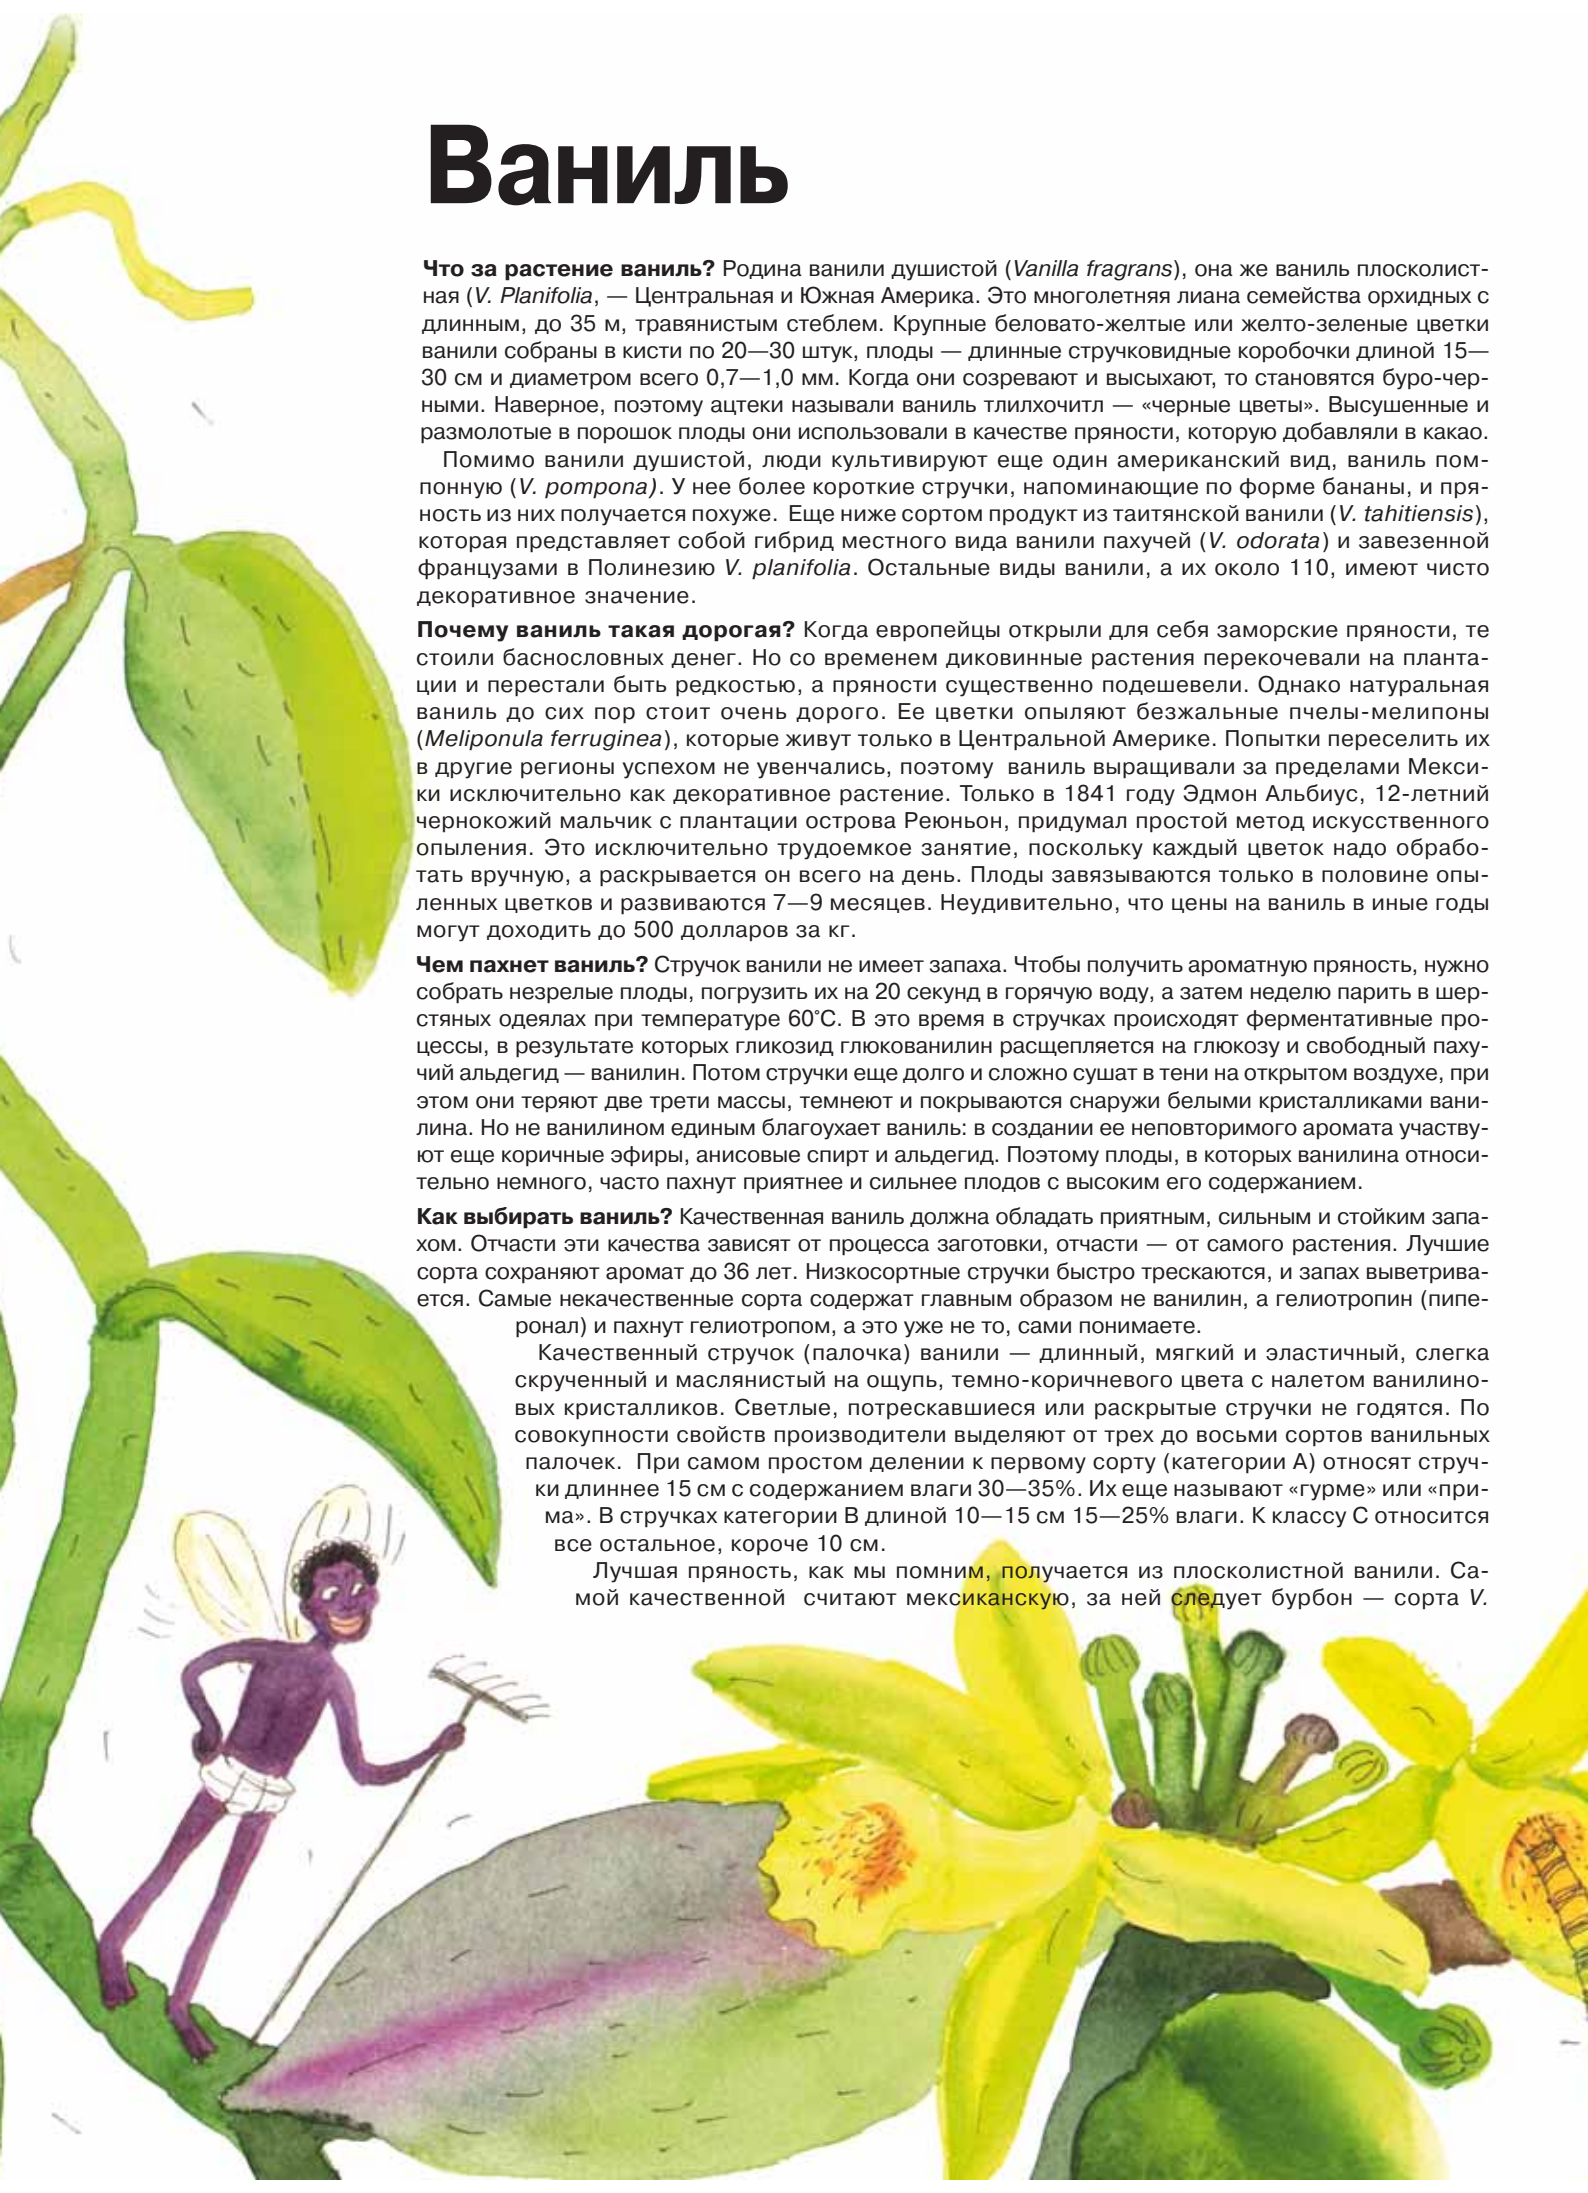 Ваниль
Что за растение ваниль? Родина ванили душистой (Vanilla fragrans), она же ваниль плосколист-
ная (V. Planifolia, — Центральная и Южная Америка. Это многолетняя лиана семейства орхидных с
длинным, до 35 м, травянистым стеблем. Крупные беловато-желтые или желто-зеленые цветки
ванили собраны в кисти по 20—30 штук, плоды — длинные стручковидные коробочки длиной 15—
30 см и диаметром всего 0,7—1,0 мм. Когда они созревают и высыхают, то становятся буро-чер-
ными. Наверное, поэтому ацтеки называли ваниль тлилхочитл — «черные цветы». Высушенные и
размолотые в порошок плоды они использовали в качестве пряности, которую добавляли в какао.
Помимо ванили душистой, люди культивируют еще один американский вид, ваниль пом-
понную (V. pompona). У нее более короткие стручки, напоминающие по форме бананы, и пря-
ность из них получается похуже. Еще ниже сортом продукт из таитянской ванили (V. tahitiensis),
которая представляет собой гибрид местного вида ванили пахучей (V. odorata) и завезенной
французами в Полинезию V. planifolia. Остальные виды ванили, а их около 110, имеют чисто
декоративное значение.
Почему ваниль такая дорогая? Когда европейцы открыли для себя заморские пряности, те
стоили баснословных денег. Но со временем диковинные растения перекочевали на планта-
ции и перестали быть редкостью, а пряности существенно подешевели. Однако натуральная
ваниль до сих пор стоит очень дорого. Ее цветки опыляют безжальные пчелы-мелипоны
(Meliponula ferruginea), которые живут только в Центральной Америке. Попытки переселить их
в другие регионы успехом не увенчались, поэтому ваниль выращивали за пределами Мекси-
ки исключительно как декоративное растение. Только в 1841 году Эдмон Альбиус, 12-летний
чернокожий мальчик с плантации острова Реюньон, придумал простой метод искусственного
опыления. Это исключительно трудоемкое занятие, поскольку каждый цветок надо обрабо-
тать вручную, а раскрывается он всего на день. Плоды завязываются только в половине опы-
ленных цветков и развиваются 7—9 месяцев. Неудивительно, что цены на ваниль в иные годы
могут доходить до 500 долларов за кг.
Чем пахнет ваниль? Стручок ванили не имеет запаха. Чтобы получить ароматную пряность, нужно
собрать незрелые плоды, погрузить их на 20 секунд в горячую воду, а затем неделю парить в шер-
стяных одеялах при температуре 60°С. В это время в стручках происходят ферментативные про-
цессы, в результате которых гликозид глюкованилин расщепляется на глюкозу и свободный паху-
чий альдегид — ванилин. Потом стручки еще долго и сложно сушат в тени на открытом воздухе, при
этом они теряют две трети массы, темнеют и покрываются снаружи белыми кристалликами вани-
лина. Но не ванилином единым благоухает ваниль: в создании ее неповторимого аромата участву-
ют еще коричные эфиры, анисовые спирт и альдегид. Поэтому плоды, в которых ванилина относи-
тельно немного, часто пахнут приятнее и сильнее плодов с высоким его содержанием.
Как выбирать ваниль? Качественная ваниль должна обладать приятным, сильным и стойким запа-
хом. Отчасти эти качества зависят от процесса заготовки, отчасти — от самого растения. Лучшие
сорта сохраняют аромат до 36 лет. Низкосортные стручки быстро трескаются, и запах выветрива-
ется. Самые некачественные сорта содержат главным образом не ванилин, а гелиотропин (пипе-
ронал) и пахнут гелиотропом, а это уже не то, сами понимаете.
Качественный стручок (палочка) ванили — длинный, мягкий и эластичный, слегка
скрученный и маслянистый на ощупь, темно-коричневого цвета с налетом ванилино-
вых кристалликов. Светлые, потрескавшиеся или раскрытые стручки не годятся. По
совокупности свойств производители выделяют от трех до восьми сортов ванильных
палочек. При самом простом делении к первому сорту (категории А) относят струч-
ки длиннее 15 см с содержанием влаги 30—35%. Их еще называют «гурме» или «при-
ма». В стручках категории В длиной 10—15 см 15—25% влаги. К классу С относится
все остальное, короче 10 см.
Лучшая пряность, как мы помним, получается из плосколистной ванили. Са-
мой качественной считают мексиканскую, за ней следует бурбон — сорта V.